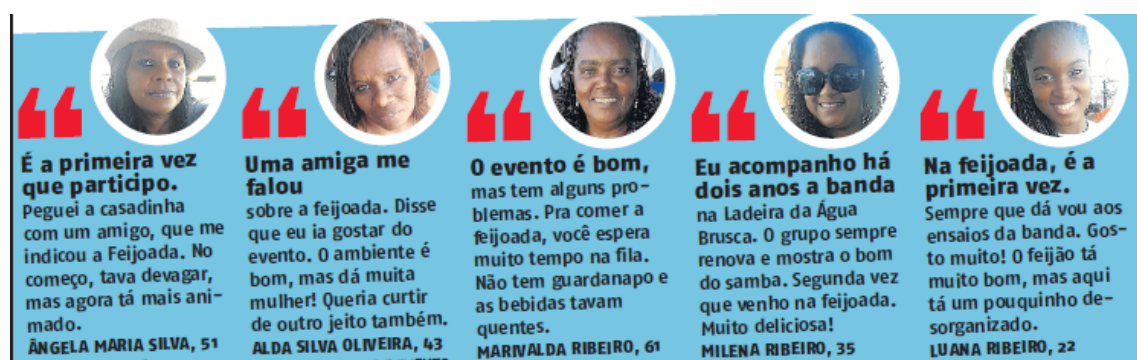 É a primeira vez
que participo.
Peguei a casadinha
com um amigo, que me
indicou a Feijoada. No
começo, tava devagar,
mas agora tá mais ani-
mado.
ÂNGELA MARIA SILVA, 51
Uma amiga me
falou
sobre a feijoada. Disse
que eu ia gostar do
evento. O ambiente é
bom, mas dá muita
mulher! Queria curtir
de outro jeito também.
ALDA SILVA OLIVEIRA, 43
O evento é bom,
mas tem alguns pro-
blemas. Pra comer a
feijoada, você espera
muito tempo na fila.
Não tem guardanapo e
as bebidas tavam
quentes.
MARIVALDA RIBEIRO, 61
Eu acompanho há
dois anos a banda
na Ladeira da Água
Brusca. O grupo sempre
renova e mostra o bom
do samba. Segunda vez
que venho na feijoada.
Muito deliciosa!
MILENA RIBEIRO, 35
Na feijoada, é a
primeira vez.
Sempre que dá vou aos
ensaios da banda. Gos-
to muito! O feijão tá
muito bom, mas aqui
tá um pouquinho de-
sorganizado.
LUANA RIBEIRO, 22